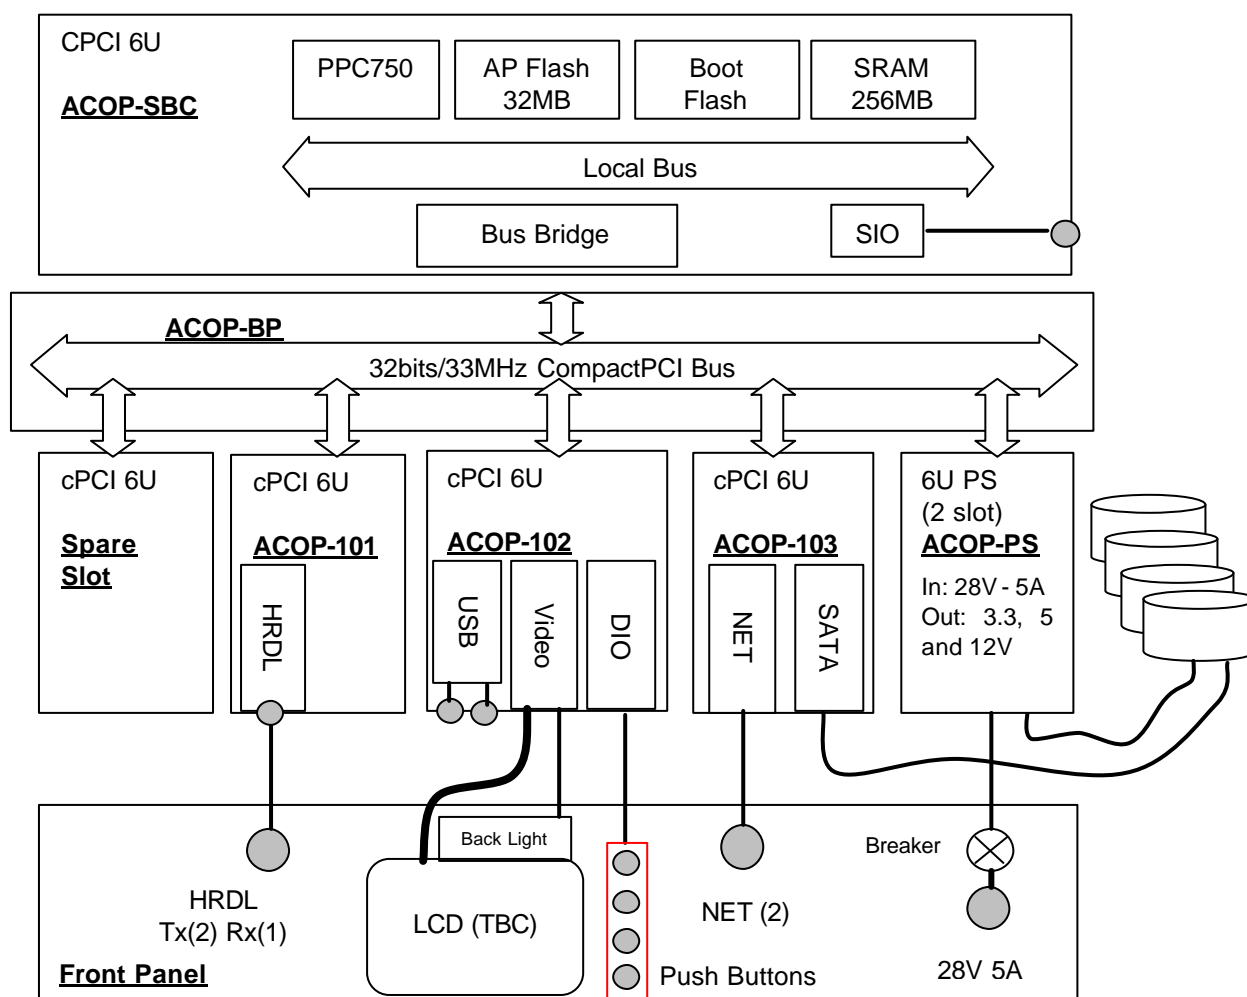 CPCI 6U
ACOP-SBC
PPC750
AP Flash
32MB
Boot
Flash
SRAM
256MB
Local Bus
Bus Bridge
SIO
ACOP-BP
32bits/33MHz CompactPCI Bus
cPCI 6U
Spare
Slot
cPCI 6U
ACOP-101
HRDL
cPCI 6U
ACOP-102
USB
Video
DIO
cPCI 6U
ACOP-103
NET
SATA
6U PS
(2 slot)
ACOP-PS
In: 28V - 5A
Out: 3.3, 5
and 12V
HRDL
Tx(2) Rx(1)
Front Panel
Back Light
LCD (TBC)
Push Buttons
NET (2)
Breaker
28V 5A